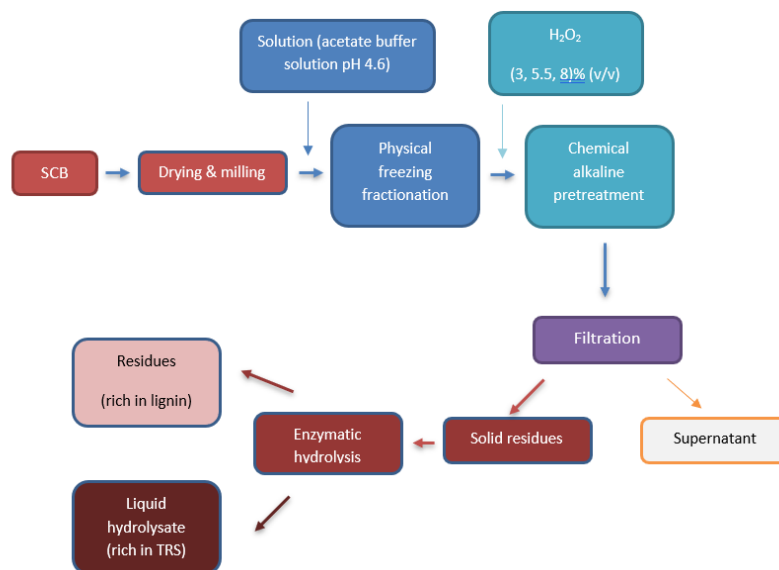 Solution (acetate buffer
solution pH 4.6)
H₂O₂
(3, 5.5, 8)% (v/v)
SCB
Drying & milling
Physical
freezing
fractionation
Chemical
alkaline
pretreatment
Filtration
Residues
(rich in lignin)
Enzymatic
hydrolysis
Solid residues
Supernatant
Liquid
hydrolysate
(rich in TRS)